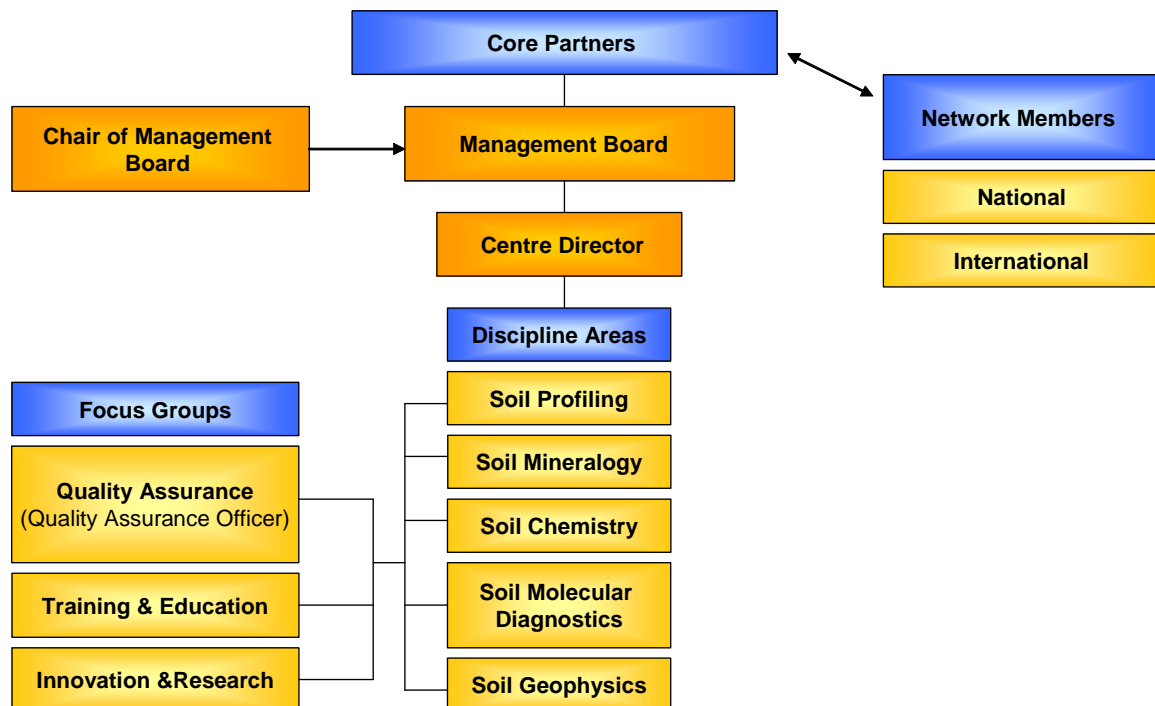 Core Partners
Network Members
National
International
Chair of Management
Board
Management Board
Centre Director
Discipline Areas
Soil Profiling
Soil Mineralogy
Soil Chemistry
Soil Molecular
Diagnostics
Soil Geophysics
Focus Groups
Quality Assurance
(Quality Assurance Officer)
Training & Education
Innovation &Research